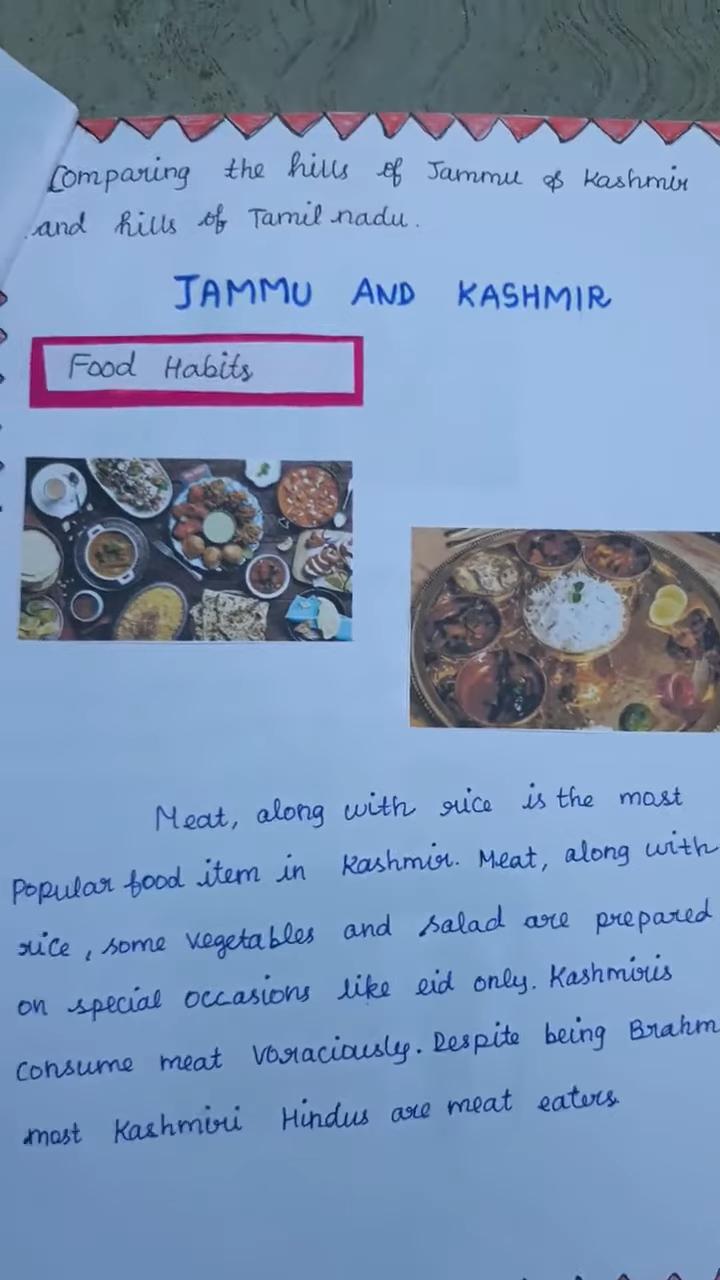 Comparing the hills of Jammu & Kashmir
and hills of Tamil nadu.
JAMMU AND KASHMIR
Food Habits
Meat, along with rice is the most
Popular food item in Kashmir. Meat, along with
rice, some vegetables and salad are prepared
on special occasions like eid only. Kashmiris
consume meat voraciously. Despite being Brahm
most Kashmiri Hindus are meat eaters